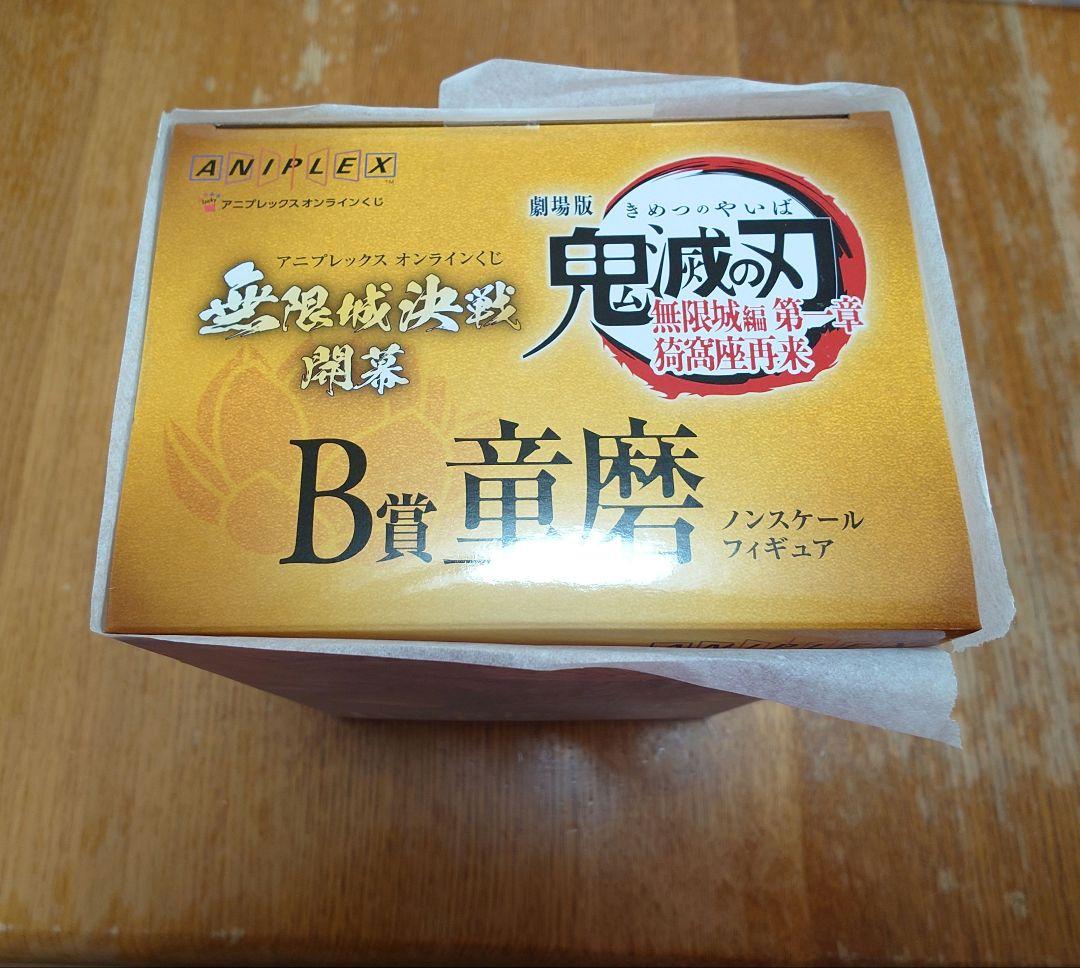 ANIPLEX
アニプレックスオンラインくじ
アニプレックス オンラインくじ
無限城決戦
開幕
劇場版
きめつのやいば
鬼滅の刃
無限城編 第一章
猗窩座再来
B賞 童磨
ノンスケール
フィギュア
ANIPLEX